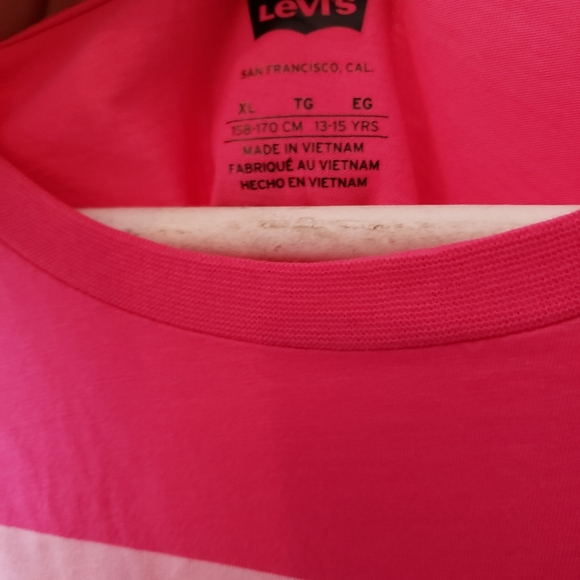 Levi's
SAN FRANCISCO, CAL.
XL TG EG
158-170 CM 13-15 YRS
MADE IN VIETNAM
FABRIQUÉ AU VIETNAM
HECHO EN VIETNAM